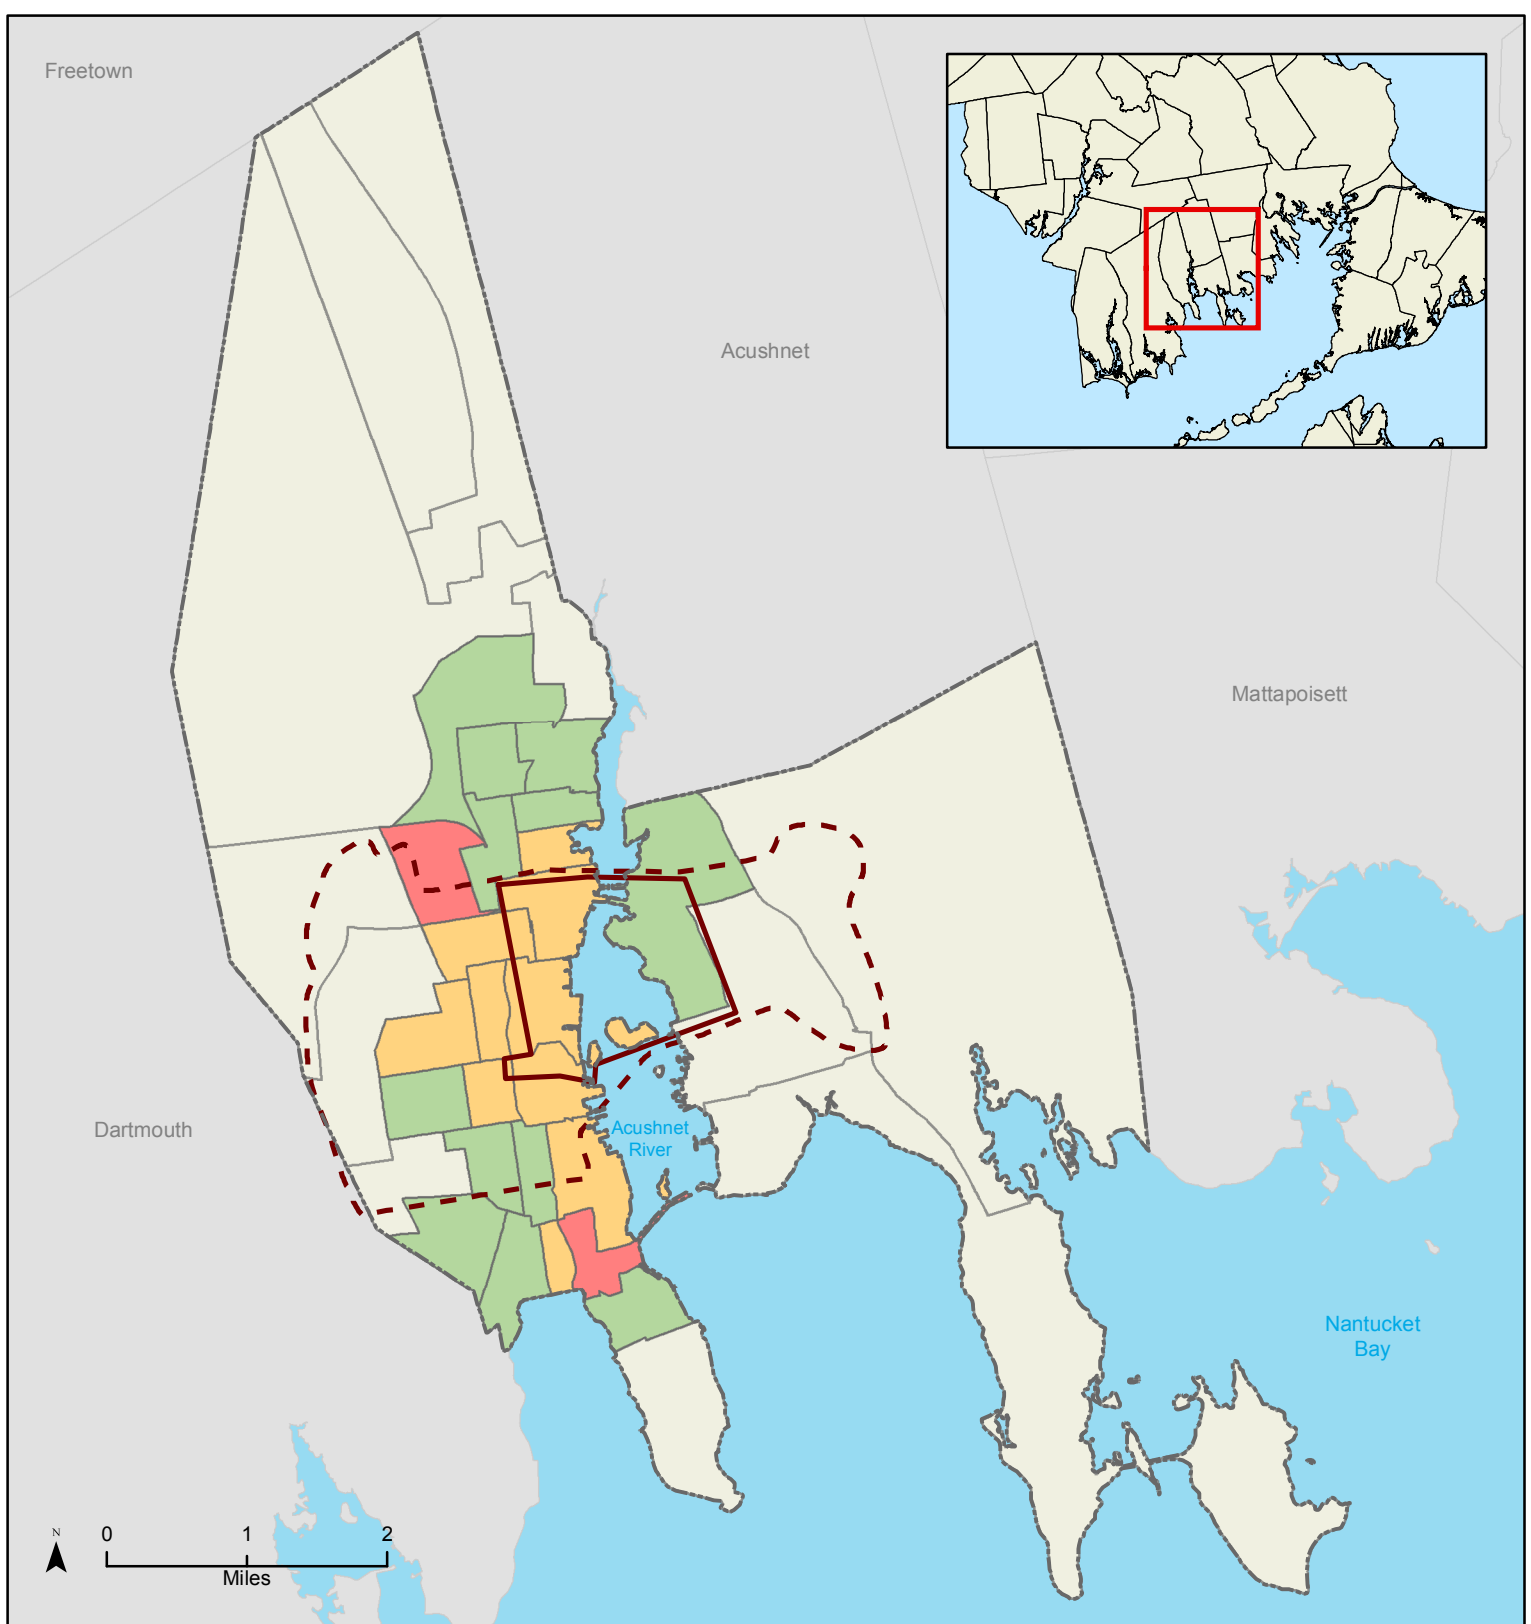 Freetown
Acushnet
Mattapoisett
Dartmouth
Acushnet
River
Nantucket
Bay
N
0 1 2
Miles